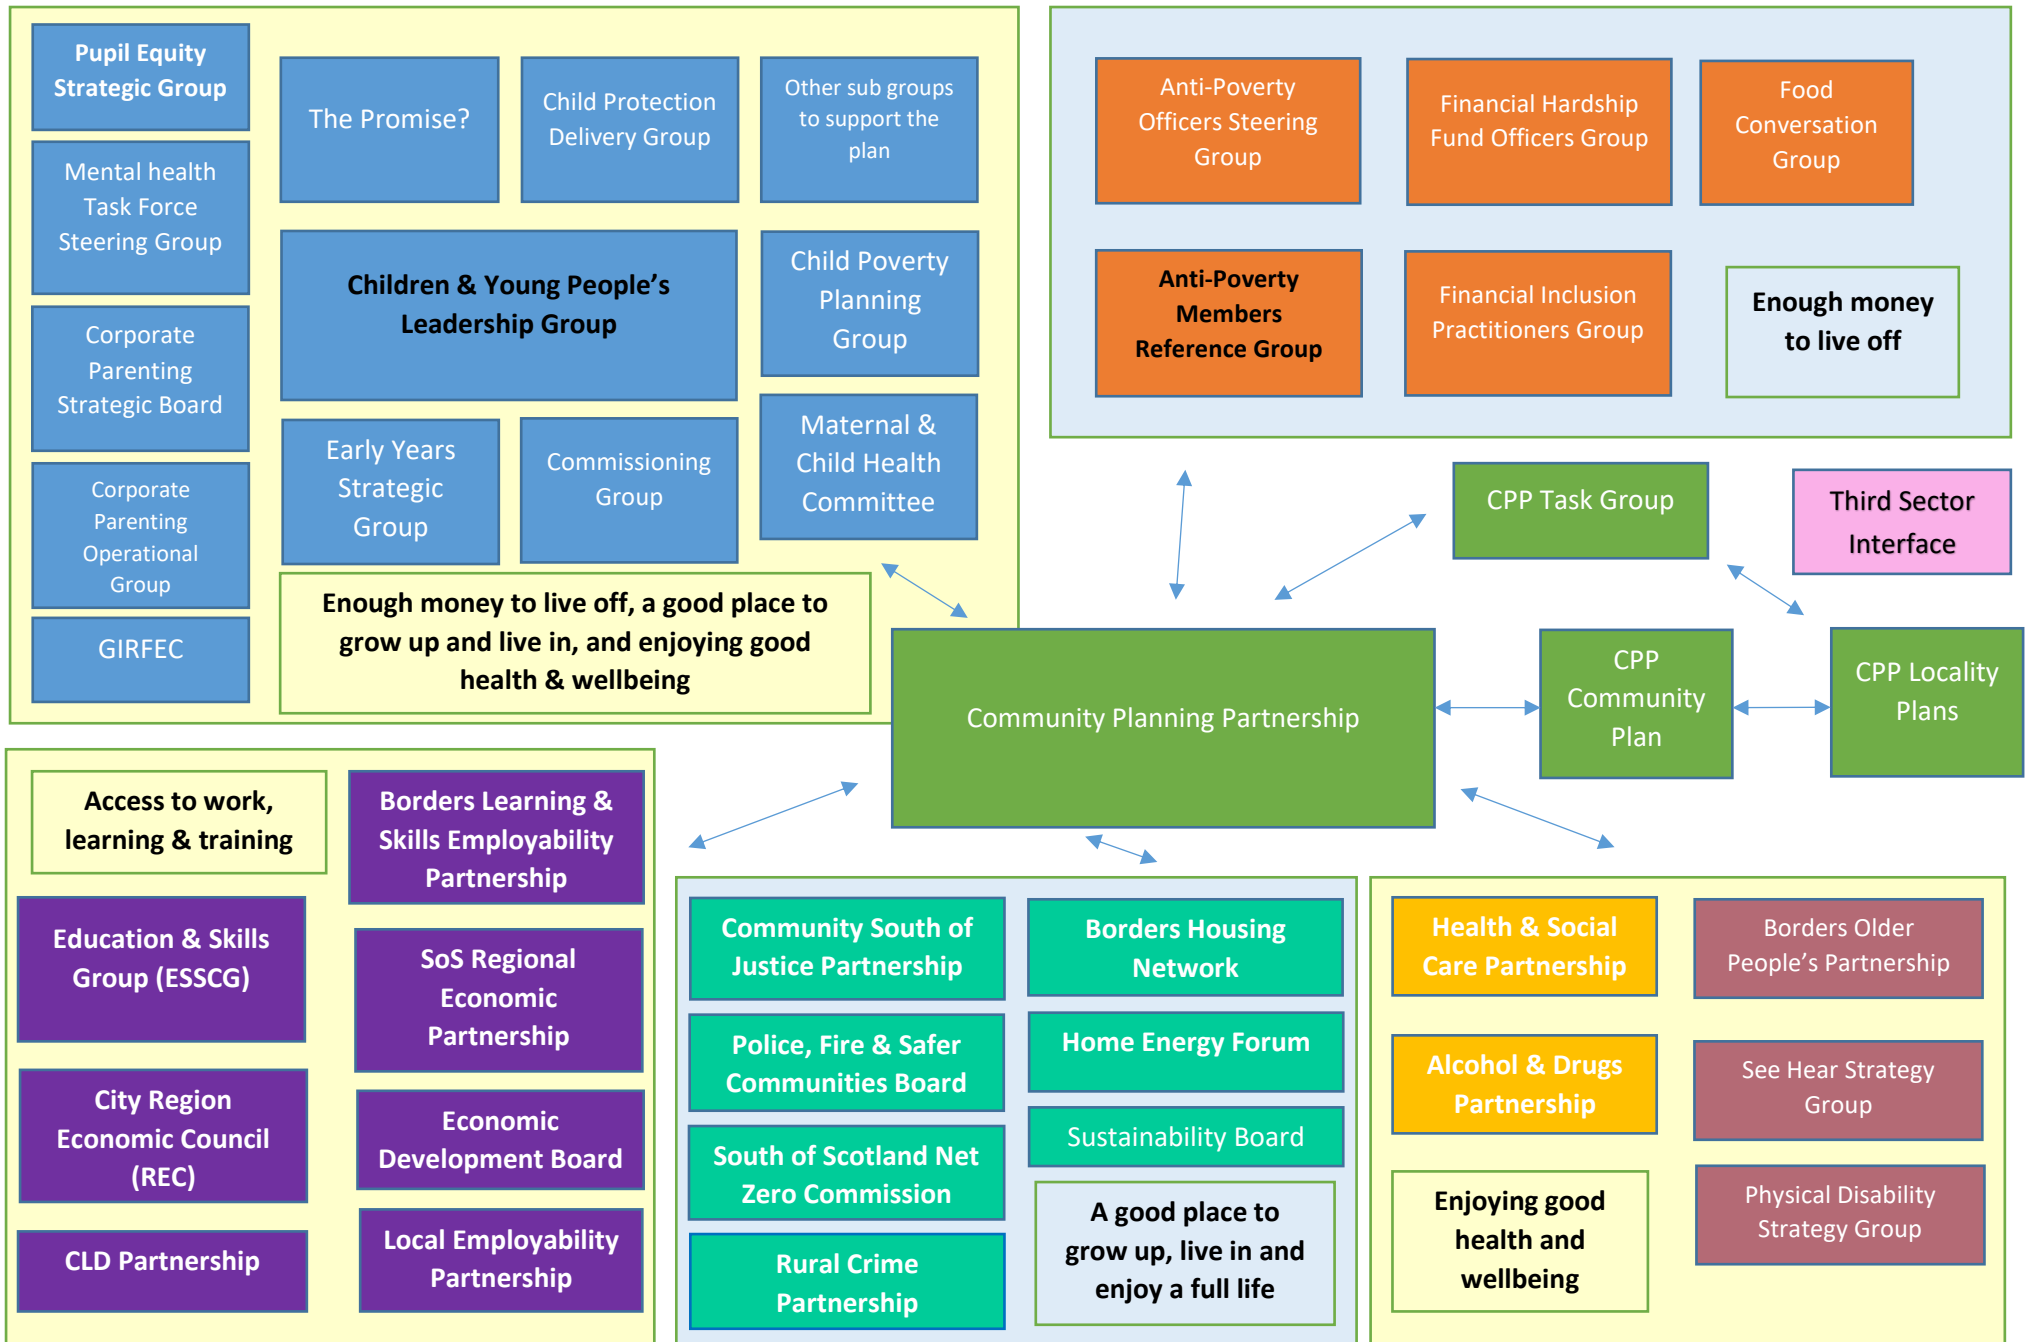 Pupil Equity
Strategic Group
Mental health
Task Force
Steering Group
Corporate
Parenting
Strategic Board
Corporate
Parenting
Operational
Group
GIRFEC
The Promise?
Child Protection
Delivery Group
Other sub groups
to support the
plan
Children & Young People’s
Leadership Group
Child Poverty
Planning
Group
Early Years
Strategic
Group
Commissioning
Group
Maternal &
Child Health
Committee
Enough money to live off, a good place to
grow up and live in, and enjoying good
health & wellbeing
Anti-Poverty
Officers Steering
Group
Financial Hardship
Fund Officers Group
Food
Conversation
Group
Anti-Poverty
Members
Reference Group
Financial Inclusion
Practitioners Group
Enough money
to live off
CPP Task Group
Third Sector
Interface
Community Planning Partnership
CPP
Community
Plan
CPP Locality
Plans
Access to work,
learning & training
Borders Learning &
Skills Employability
Partnership
Education & Skills
Group (ESSCG)
SoS Regional
Economic
Partnership
City Region
Economic Council
(REC)
Economic
Development Board
CLD Partnership
Local Employability
Partnership
Community South of
Justice Partnership
Borders Housing
Network
Police, Fire & Safer
Communities Board
Home Energy Forum
South of Scotland Net
Zero Commission
Sustainability Board
Rural Crime
Partnership
A good place to
grow up, live in and
enjoy a full life
Health & Social
Care Partnership
Borders Older
People’s Partnership
Alcohol & Drugs
Partnership
See Hear Strategy
Group
Enjoying good
health and
wellbeing
Physical Disability
Strategy Group